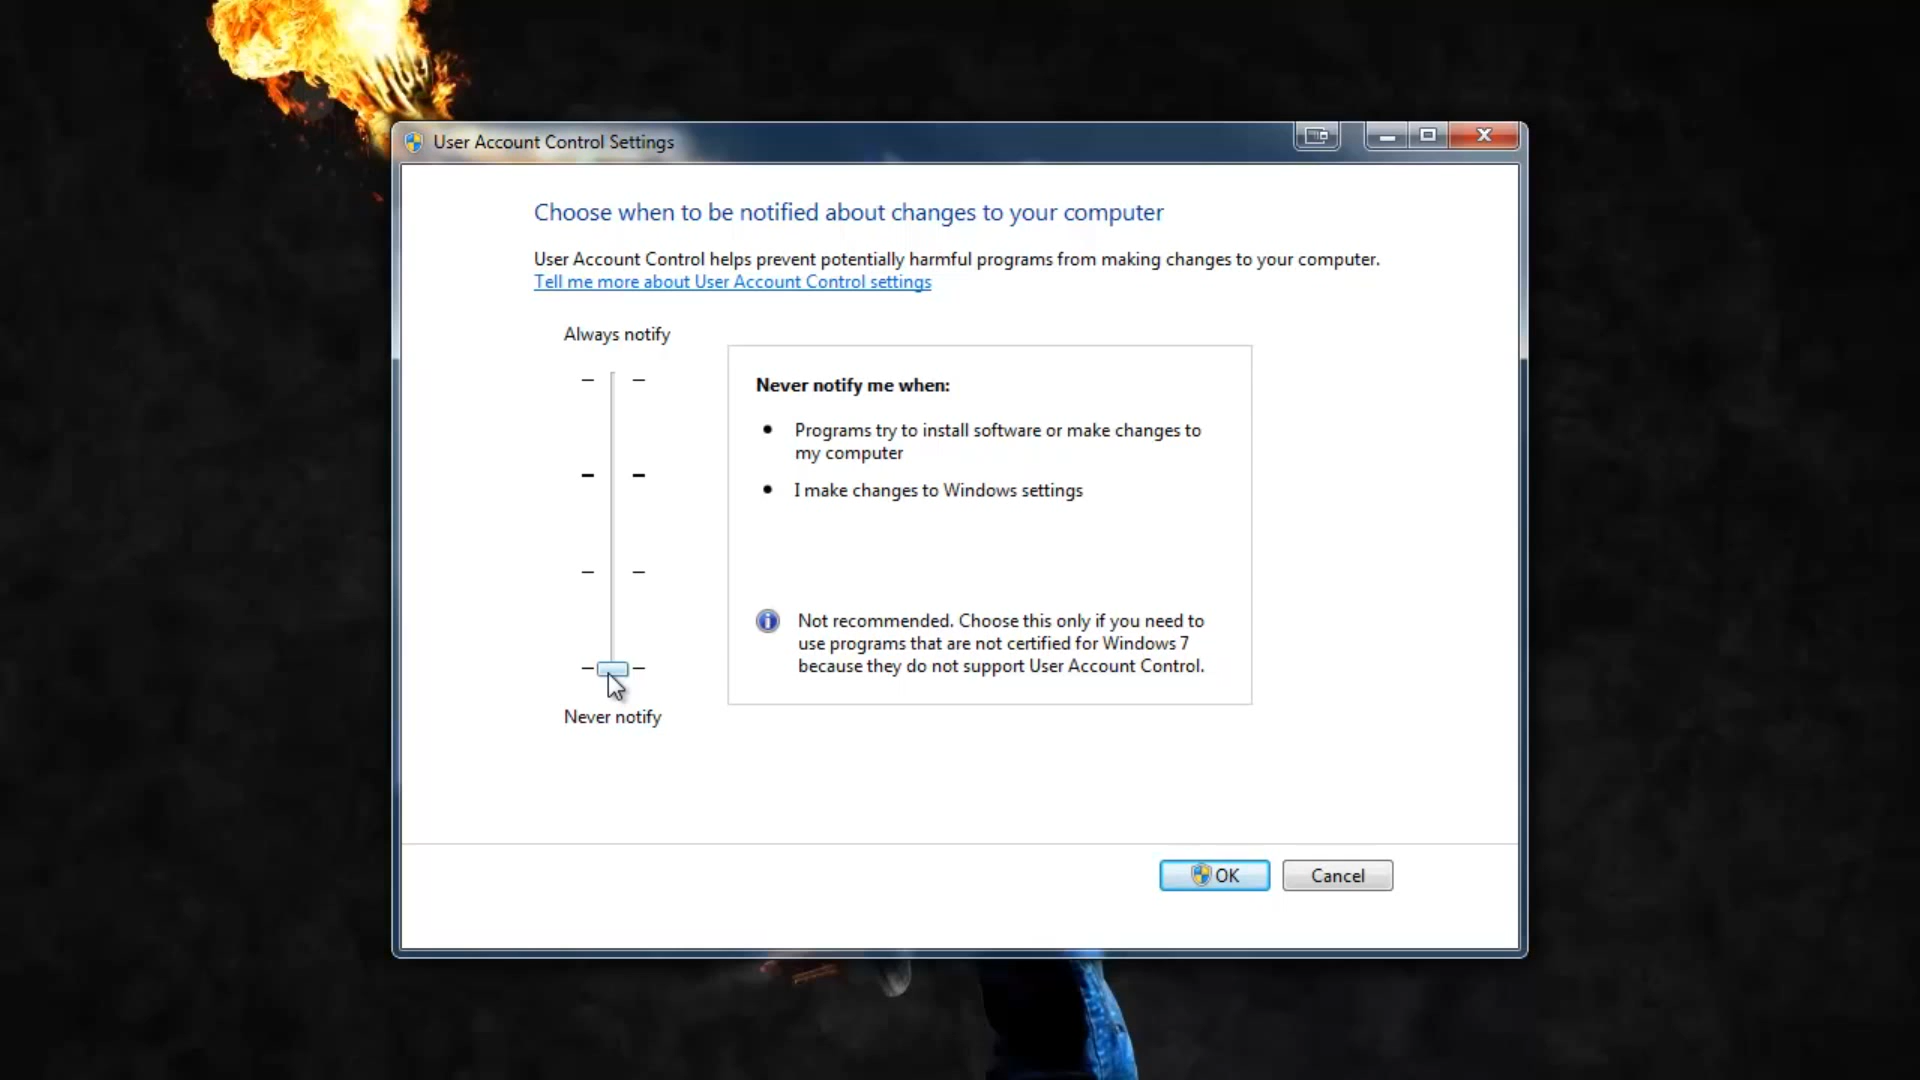 User Account Control Settings
Choose when to be notified about changes to your computer
User Account Control helps prevent potentially harmful programs from making changes to your computer.
Tell me more about User Account Control settings
Always notify
Never notify me when:
Programs try to install software or make changes to
my computer
I make changes to Windows settings
Not recommended. Choose this only if you need to
use programs that are not certified for Windows 7
because they do not support User Account Control.
Never notify
OK
Cancel